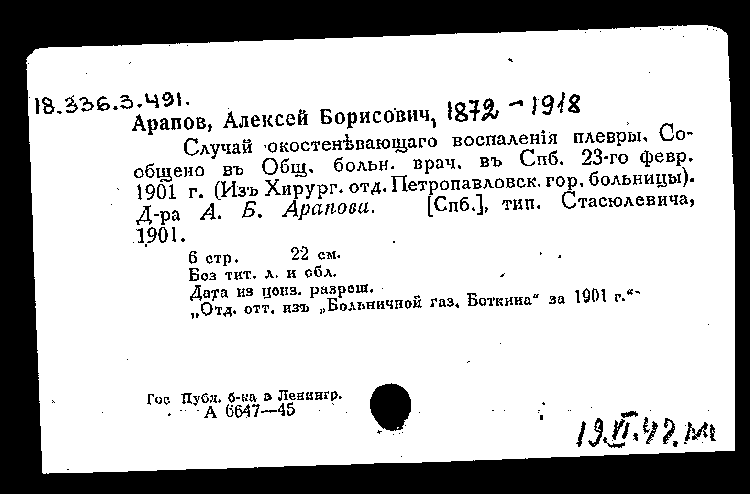 18.336.3.491.
Арапов, Алексей Борисович, 1872-1918
Случай окостенѣвающаго воспаленія плевры. Со-
общено въ Общ. больн. врач. въ Спб. 23-го февр.
1901 г. (Изъ Хирург. отд. Петропавловск. гор. больницы).
Д-ра А. Б. Арапова. [Спб.], тип. Стасюлевича,
1901.
6 стр. 22 см.
Без тит. л. и обл.
Дата из ценз. разреш.
„Отд. отт. изъ „Больничной газ. Боткина" за 1901 г."
Гос Публ. б-ка в Ленингр.
А 6647—45
19.VI.47.